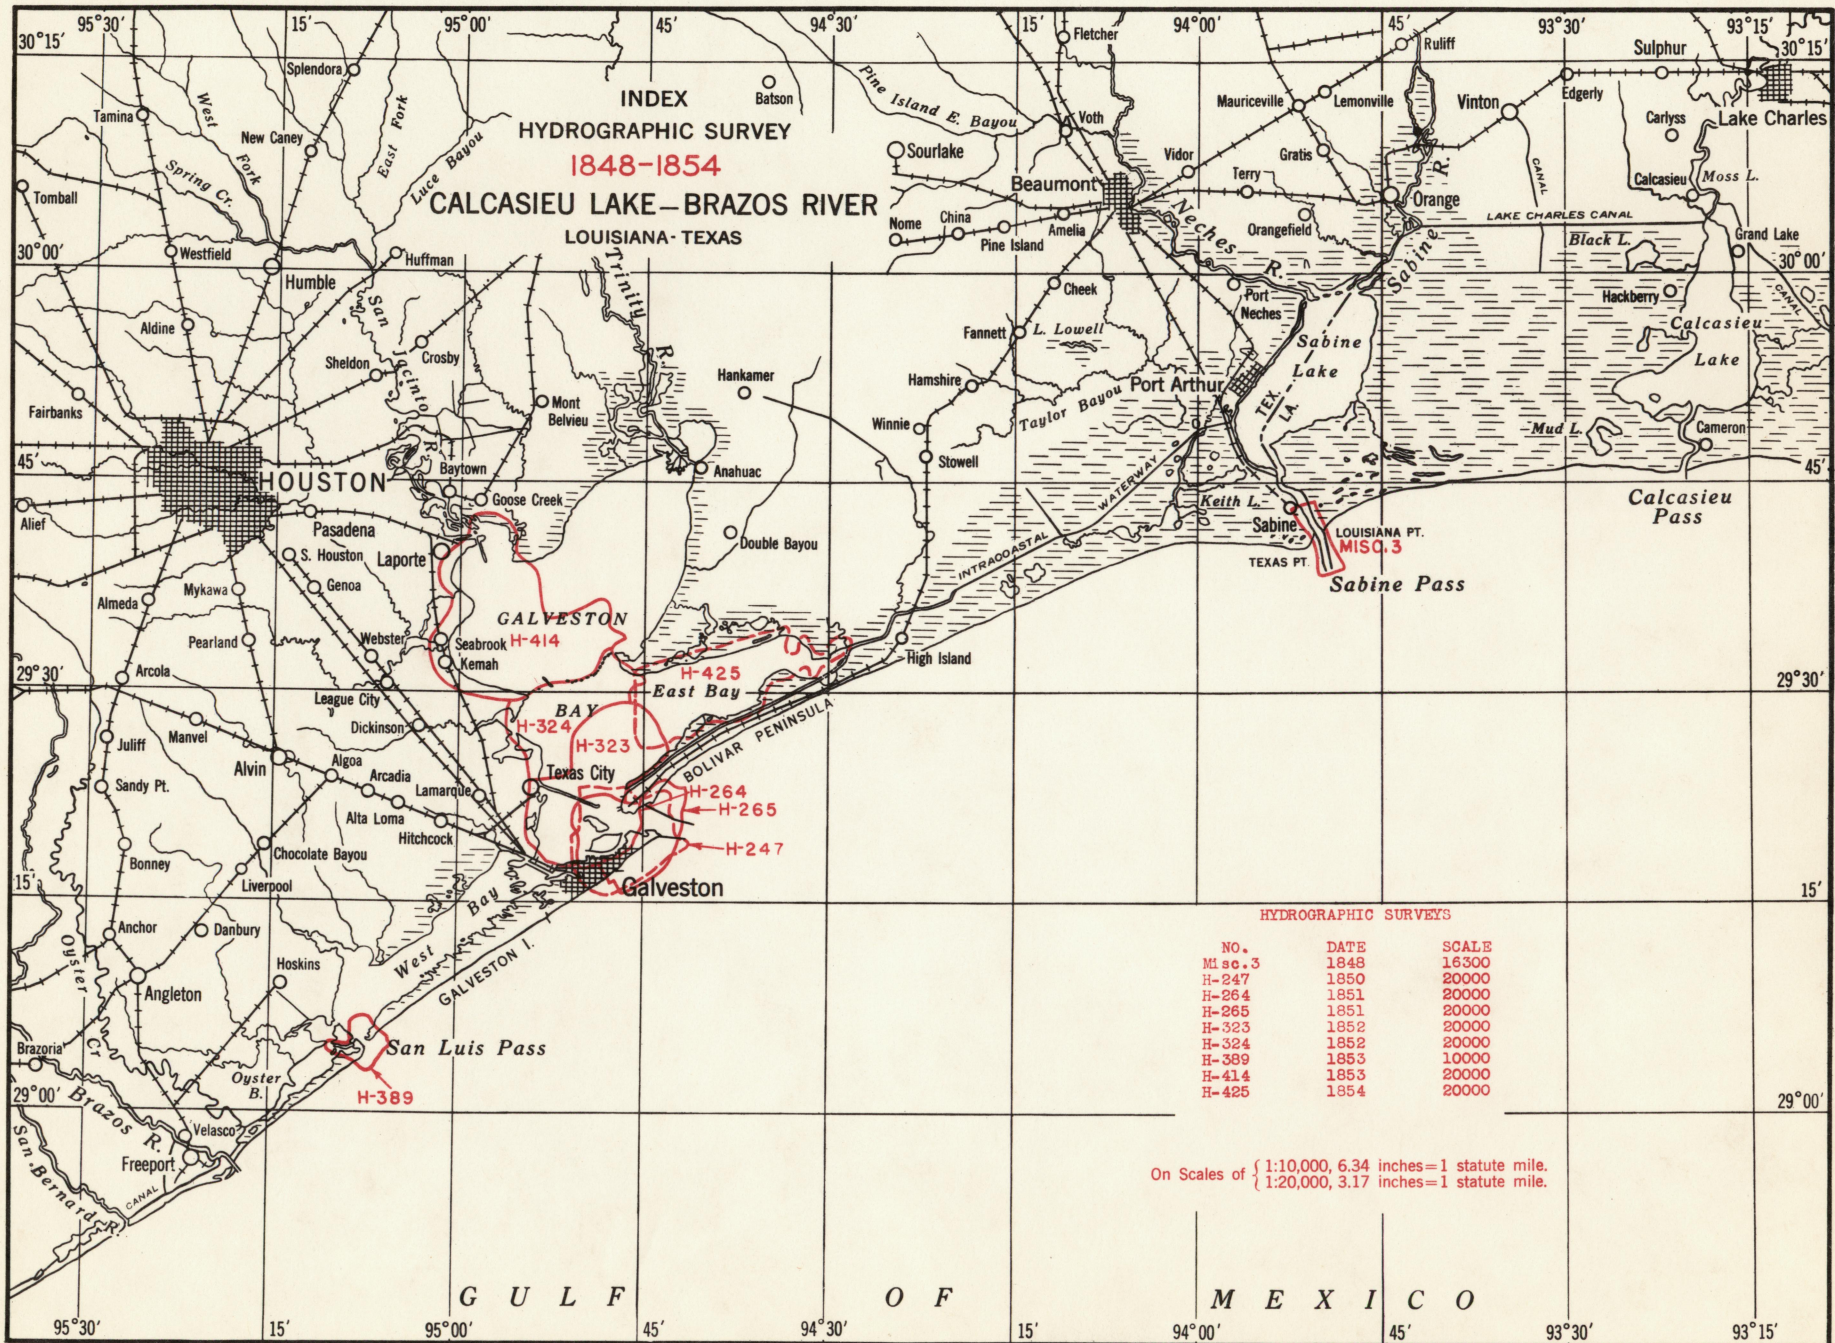 95°30' 15' 95°00' 45' 94°30' 15' 94°00' 45' 93°30' 93°15'
30°15' 30°15'
INDEX
HYDROGRAPHIC SURVEY
1848-1854
CALCASIEU LAKE—BRAZOS RIVER
LOUISIANA-TEXAS
Fletcher
Ruliff
Sulphur
Splendora
Batson
Pine Island E. Bayou
Mauriceville
Lemonville
Vinton
Edgerly
Tamina
West Fork
East Fork
Voth
Carlyss
Lake Charles
New Caney
Luce Bayou
Sourlake
Vidor
Gratis
CANAL
Spring Cr.
Tomball
Beaumont
Terry
Calcasieu
Moss L.
Orange
Nome
China
Pine Island
Amelia
Neches R.
Orangefield
Sabine R.
LAKE CHARLES CANAL
Black L.
Grand Lake
Westfield
Huffman
Trinity R.
30°00' 30°00'
Humble
San Jacinto R.
Cheek
Port Neches
Hackberry
CANAL
Aldine
Crosby
Fannett
L. Lowell
Sabine Lake
Calcasieu Lake
Sheldon
Hankamer
Hamshire
Port Arthur
TEX.
LA.
Fairbanks
Mont Belvieu
Winnie
Taylor Bayou
Mud L.
Cameron
45' 45'
HOUSTON
Baytown
Anahuac
Stowell
WATERWAY
Goose Creek
Keith L.
Calcasieu Pass
Alief
Pasadena
Sabine
LOUISIANA PT.
MISC.3
S. Houston
Laporte
Double Bayou
INTRACOASTAL
TEXAS PT.
Sabine Pass
Genoa
Mykawa
Almeda
GALVESTON
H-414
Pearland
Webster
Seabrook
Kemah
High Island
Arcola
H-425
29°30' 29°30'
League City
East Bay
BAY
H-324
Dickinson
Manvel
Juliff
H-323
BOLIVAR PENINSULA
Alvin
Algoa
Texas City
Sandy Pt.
Arcadia
Lamarque
H-264
H-265
Alta Loma
Hitchcock
H-247
Chocolate Bayou
Bonney
Liverpool
15' 15'
Galveston
West Bay
Anchor
Danbury
Oyster Cr
Hoskins
GALVESTON I.
Angleton
HYDROGRAPHIC SURVEYS
NO. DATE SCALE
Misc.3 1848 16300
H-247 1850 20000
H-264 1851 20000
H-265 1851 20000
H-323 1852 20000
H-324 1852 20000
H-389 1853 10000
H-414 1853 20000
H-425 1854 20000
Brazoria
San Luis Pass
Oyster B.
H-389
29°00' 29°00'
Brazos R.
Velasco
Freeport
San Bernard R.
CANAL
On Scales of { 1:10,000, 6.34 inches=1 statute mile.
1:20,000, 3.17 inches=1 statute mile.
GULF OF MEXICO
95°30' 15' 95°00' 45' 94°30' 15' 94°00' 45' 93°30' 93°15'